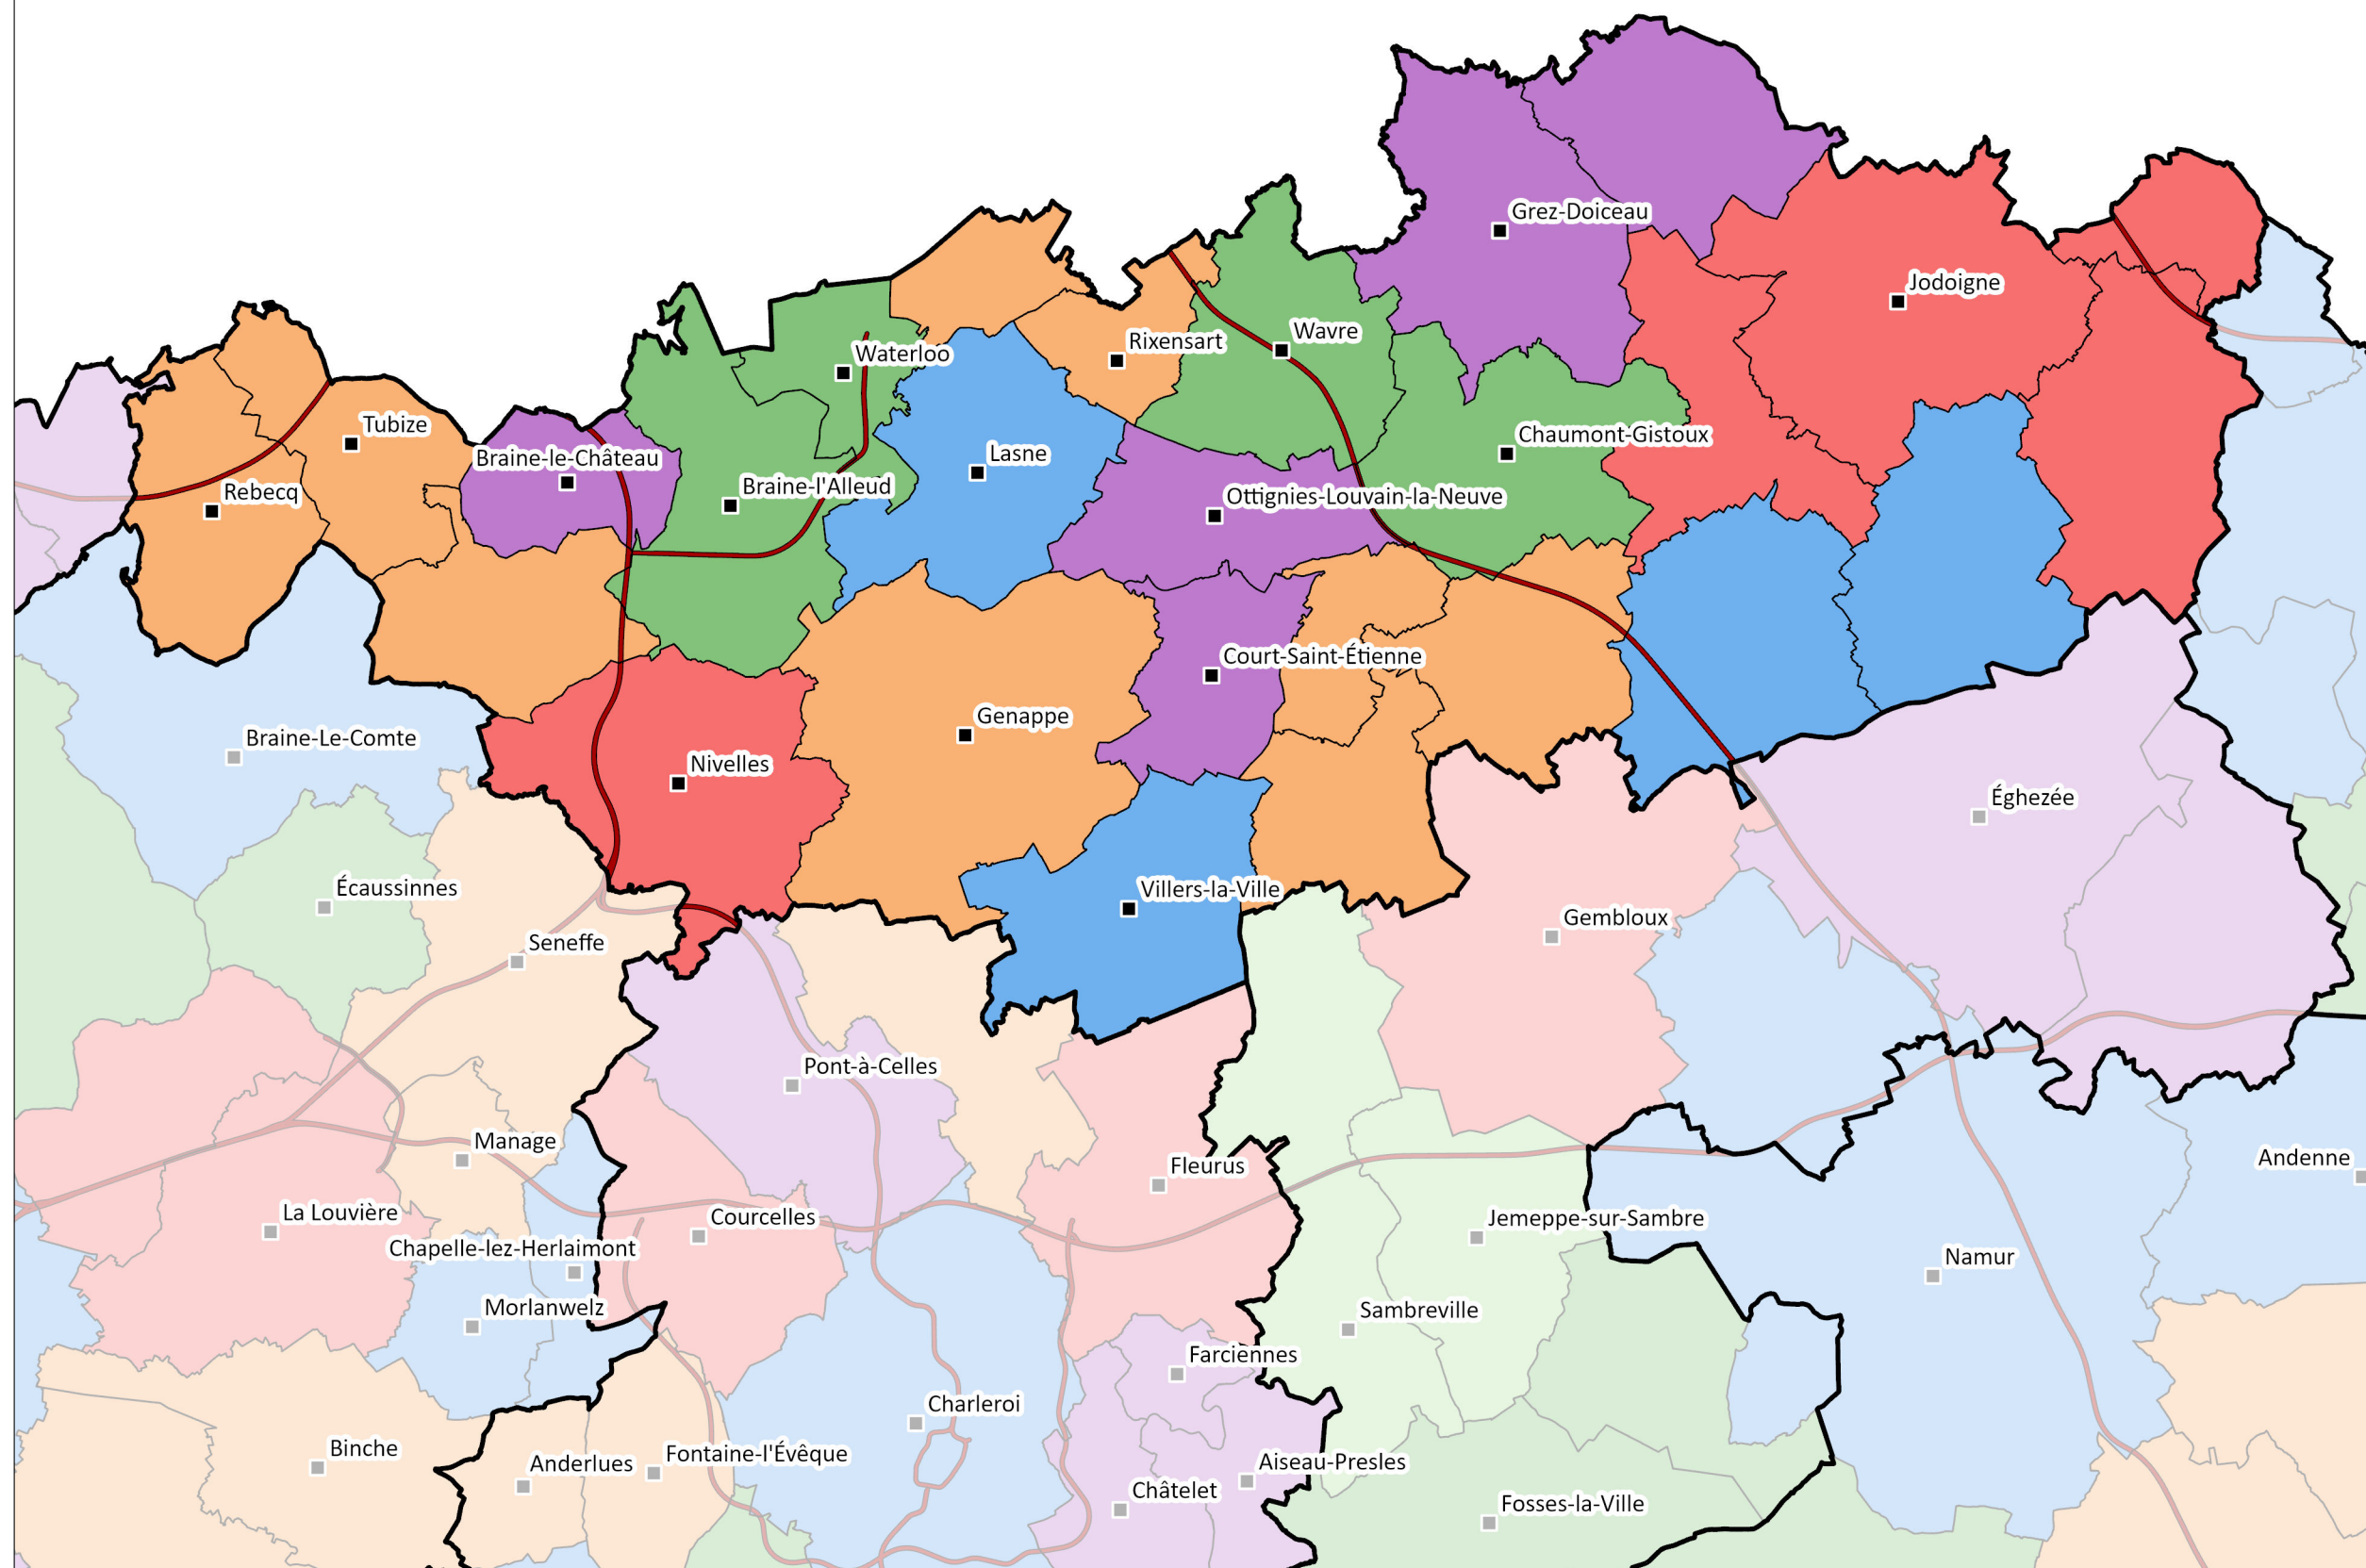 Grez-Doiceau
Jodoigne
Wavre
Rixensart
Waterloo
Tubize
Chaumont-Gistoux
Lasne
Braine-le-Château
Braine-l'Alleud
Rebecq
Ottignies-Louvain-la-Neuve
Court-Saint-Étienne
Genappe
Braine-Le-Comte
Nivelles
Éghezée
Écaussinnes
Villers-la-Ville
Gembloux
Seneffe
Pont-à-Celles
Manage
Andenne
Fleurus
La Louvière
Courcelles
Jemeppe-sur-Sambre
Chapelle-lez-Herlaimont
Namur
Morlanwelz
Sambreville
Farciennes
Charleroi
Binche
Fontaine-l'Évêque
Anderlues
Aiseau-Presles
Châtelet
Fosses-la-Ville